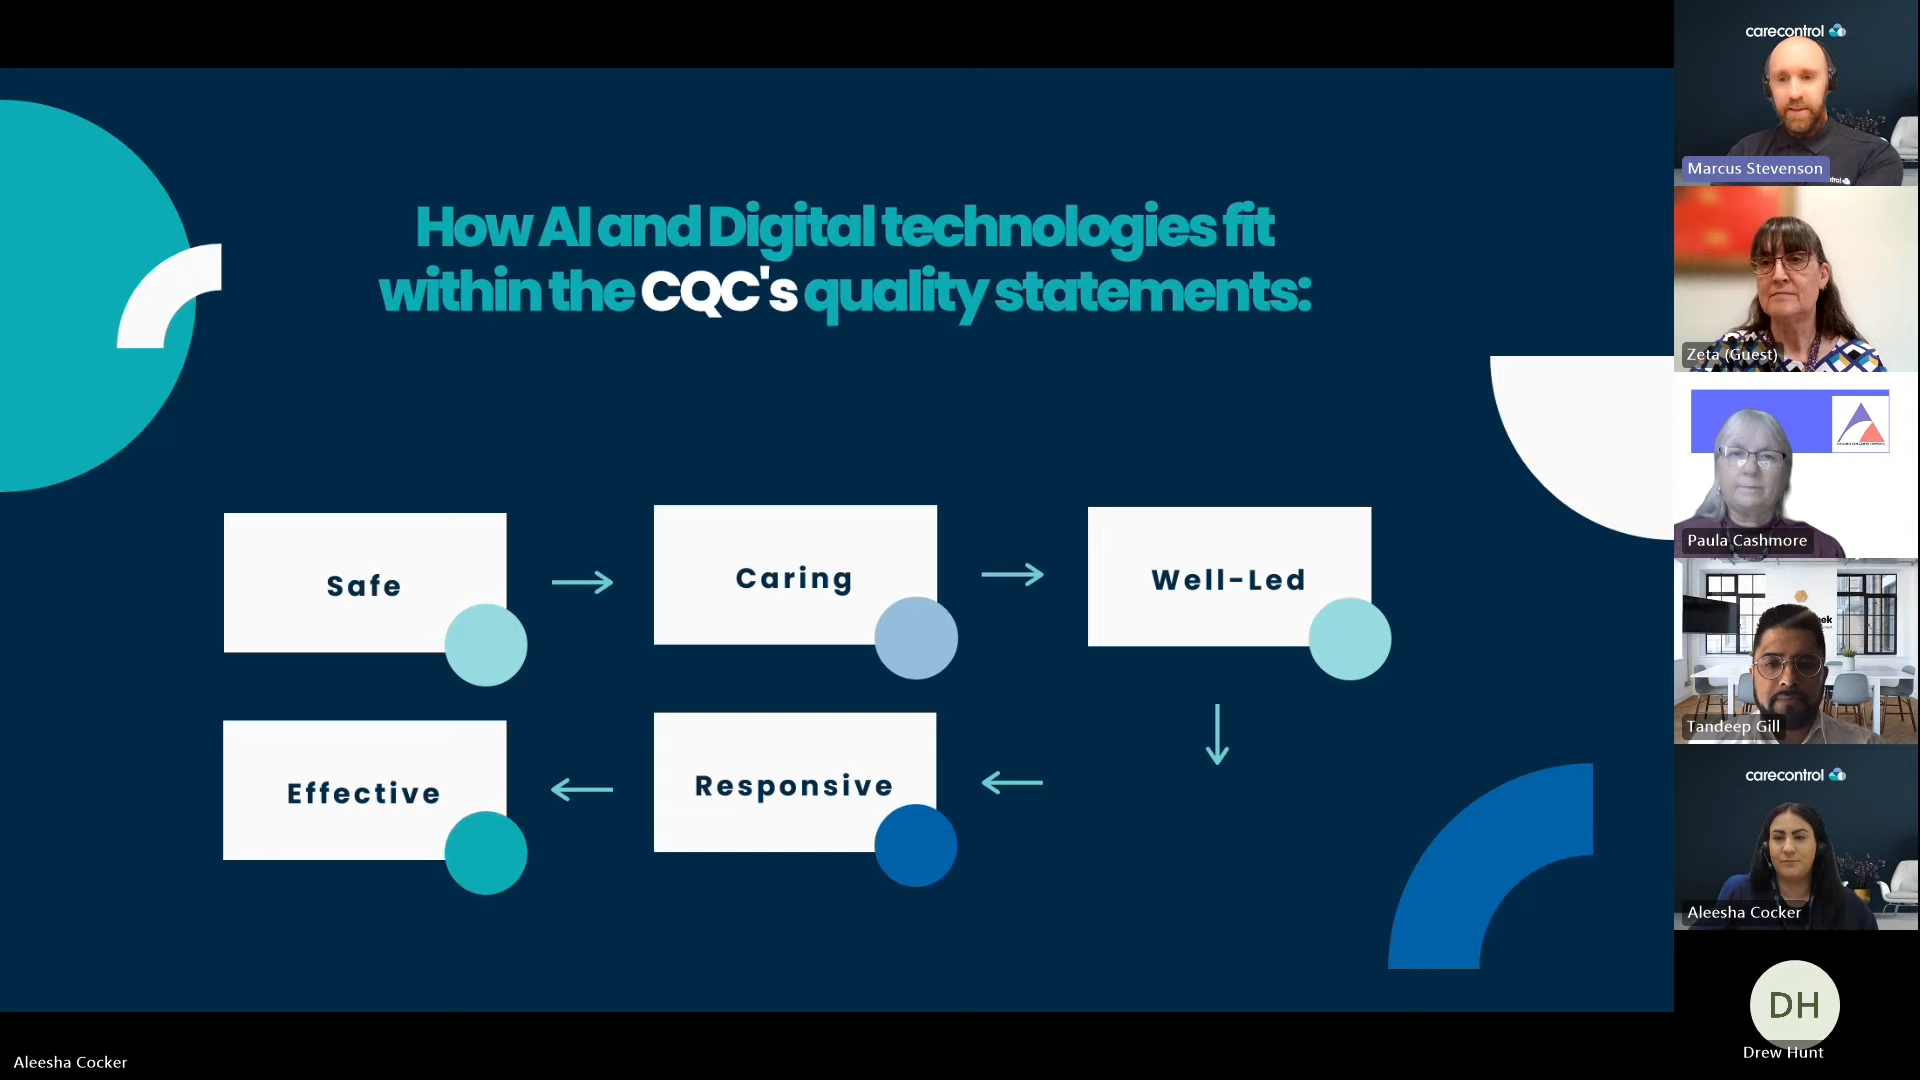 How AI and Digital technologies fit
within the CQC's quality statements:
Safe
Caring
Well-Led
Effective
Responsive
Aleesha Cocker
carecontrol
Marcus Stevenson
Zeta (Guest)
Paula Cashmore
Tandeep Gill
carecontrol
Aleesha Cocker
DH
Drew Hunt